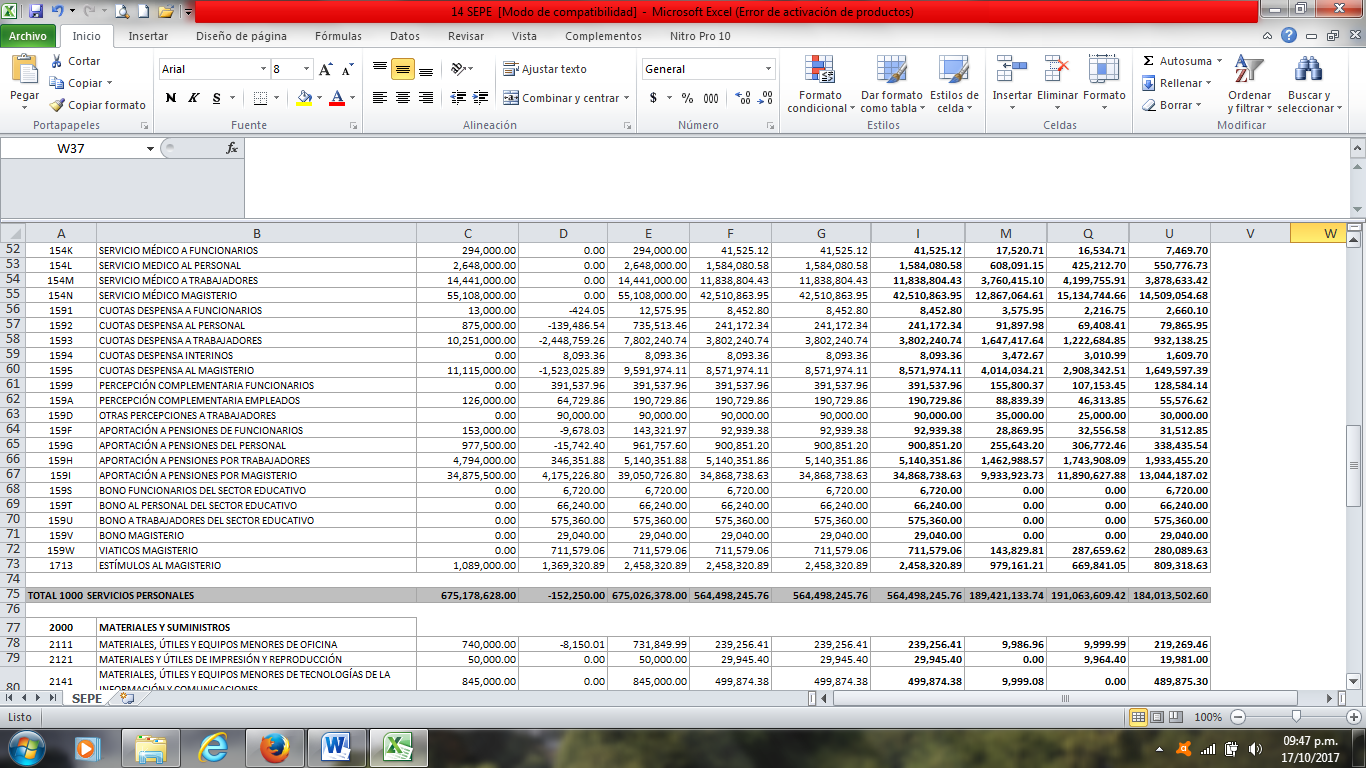 14 SEPE [Modo de compatibilidad] - Microsoft Excel (Error de activación de productos)
Archivo Inicio Insertar Diseño de página Fórmulas Datos Revisar Vista Complementos Nitro Pro 10
Pegar
Cortar
Copiar
Copiar formato
Portapapeles
Arial 8
N K S
Fuente
Ajustar texto
Combinar y centrar
Alineación
General
$ % 000
Número
Formato condicional
Dar formato como tabla
Estilos de celda
Estilos
Insertar Eliminar Formato
Celdas
Σ Autosuma
Rellenar
Borrar
Ordenar y filtrar
Buscar y seleccionar
Modificar
W37 fx
A B C D E F G I M Q U V W
52 154K SERVICIO MÉDICO A FUNCIONARIOS 294,000.00 0.00 294,000.00 41,525.12 41,525.12 41,525.12 17,520.71 16,534.71 7,469.70
53 154L SERVICIO MEDICO AL PERSONAL 2,648,000.00 0.00 2,648,000.00 1,584,080.58 1,584,080.58 1,584,080.58 608,091.15 425,212.70 550,776.73
54 154M SERVICIO MÉDICO A TRABAJADORES 14,441,000.00 0.00 14,441,000.00 11,838,804.43 11,838,804.43 11,838,804.43 3,760,415.10 4,199,755.91 3,878,633.42
55 154N SERVICIO MÉDICO MAGISTERIO 55,108,000.00 0.00 55,108,000.00 42,510,863.95 42,510,863.95 42,510,863.95 12,867,064.61 15,134,744.66 14,509,054.68
56 1591 CUOTAS DESPENSA A FUNCIONARIOS 13,000.00 -424.05 12,575.95 8,452.80 8,452.80 8,452.80 3,575.95 2,216.75 2,660.10
57 1592 CUOTAS DESPENSA AL PERSONAL 875,000.00 -139,486.54 735,513.46 241,172.34 241,172.34 241,172.34 91,897.98 69,408.41 79,865.95
58 1593 CUOTAS DESPENSA A TRABAJADORES 10,251,000.00 -2,448,759.26 7,802,240.74 3,802,240.74 3,802,240.74 3,802,240.74 1,647,417.64 1,222,684.85 932,138.25
59 1594 CUOTAS DESPENSA INTERINOS 0.00 8,093.36 8,093.36 8,093.36 8,093.36 8,093.36 3,472.67 3,010.99 1,609.70
60 1595 CUOTAS DESPENSA AL MAGISTERIO 11,115,000.00 -1,523,025.89 9,591,974.11 8,571,974.11 8,571,974.11 8,571,974.11 4,014,034.21 2,908,342.51 1,649,597.39
61 1599 PERCEPCIÓN COMPLEMENTARIA FUNCIONARIOS 0.00 391,537.96 391,537.96 391,537.96 391,537.96 391,537.96 155,800.37 107,153.45 128,584.14
62 159A PERCEPCIÓN COMPLEMENTARIA EMPLEADOS 126,000.00 64,729.86 190,729.86 190,729.86 190,729.86 190,729.86 88,839.39 46,313.85 55,576.62
63 159D OTRAS PERCEPCIONES A TRABAJADORES 0.00 90,000.00 90,000.00 90,000.00 90,000.00 90,000.00 35,000.00 25,000.00 30,000.00
64 159F APORTACIÓN A PENSIONES DE FUNCIONARIOS 153,000.00 -9,678.03 143,321.97 92,939.38 92,939.38 92,939.38 28,869.95 32,556.58 31,512.85
65 159G APORTACIÓN A PENSIONES DEL PERSONAL 977,500.00 -15,742.40 961,757.60 900,851.20 900,851.20 900,851.20 255,643.20 306,772.46 338,435.54
66 159H APORTACIÓN A PENSIONES POR TRABAJADORES 4,794,000.00 346,351.88 5,140,351.88 5,140,351.86 5,140,351.86 5,140,351.86 1,462,988.57 1,743,908.09 1,933,455.20
67 159I APORTACIÓN A PENSIONES POR MAGISTERIO 34,875,500.00 4,175,226.80 39,050,726.80 34,868,738.63 34,868,738.63 34,868,738.63 9,933,923.73 11,890,627.88 13,044,187.02
68 159S BONO FUNCIONARIOS DEL SECTOR EDUCATIVO 0.00 6,720.00 6,720.00 6,720.00 6,720.00 6,720.00 0.00 0.00 6,720.00
69 159T BONO AL PERSONAL DEL SECTOR EDUCATIVO 0.00 66,240.00 66,240.00 66,240.00 66,240.00 66,240.00 0.00 0.00 66,240.00
70 159U BONO A TRABAJADORES DEL SECTOR EDUCATIVO 0.00 575,360.00 575,360.00 575,360.00 575,360.00 575,360.00 0.00 0.00 575,360.00
71 159V BONO MAGISTERIO 0.00 29,040.00 29,040.00 29,040.00 29,040.00 29,040.00 0.00 0.00 29,040.00
72 159W VIATICOS MAGISTERIO 0.00 711,579.06 711,579.06 711,579.06 711,579.06 711,579.06 143,829.81 287,659.62 280,089.63
73 1713 ESTÍMULOS AL MAGISTERIO 1,089,000.00 1,369,320.89 2,458,320.89 2,458,320.89 2,458,320.89 2,458,320.89 979,161.21 669,841.05 809,318.63
74
75 TOTAL 1000 SERVICIOS PERSONALES 675,178,628.00 -152,250.00 675,026,378.00 564,498,245.76 564,498,245.76 564,498,245.76 189,421,133.74 191,063,609.42 184,013,502.60
76
77 2000 MATERIALES Y SUMINISTROS
78 2111 MATERIALES, ÚTILES Y EQUIPOS MENORES DE OFICINA 740,000.00 -8,150.01 731,849.99 239,256.41 239,256.41 239,256.41 9,986.96 9,999.99 219,269.46
79 2121 MATERIALES Y ÚTILES DE IMPRESIÓN Y REPRODUCCIÓN 50,000.00 0.00 50,000.00 29,945.40 29,945.40 29,945.40 0.00 9,964.40 19,981.00
80 2141 MATERIALES, ÚTILES Y EQUIPOS MENORES DE TECNOLOGÍAS DE LA INFORMACIÓN Y COMUNICACIONES 845,000.00 0.00 845,000.00 499,874.38 499,874.38 499,874.38 9,999.08 0.00 489,875.30
SEPE
Listo 100%
09:47 p.m.
17/10/2017